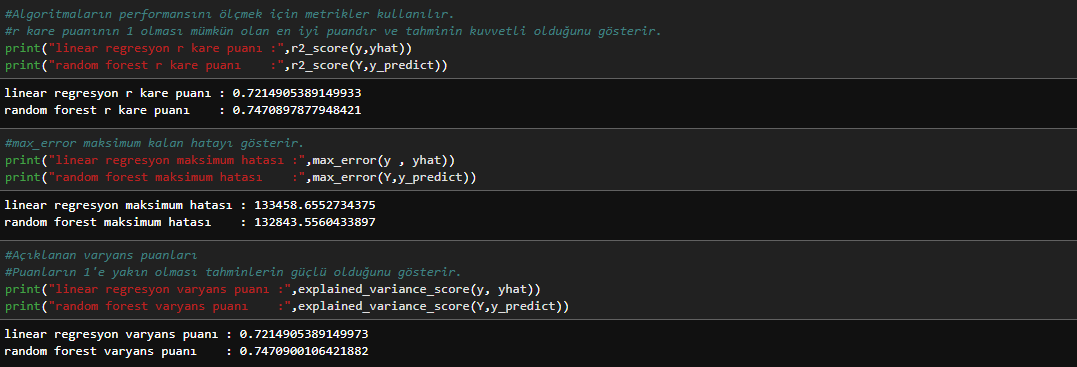 #Algoritmaların performansını ölçmek için metrikler kullanılır.
#r kare puanının 1 olması mümkün olan en iyi puandır ve tahminin kuvvetli olduğunu gösterir.
print("linear regresyon r kare puanı :",r2_score(y,yhat))
print("random forest r kare puanı    :",r2_score(Y,y_predict))
linear regresyon r kare puanı : 0.7214905389149933
random forest r kare puanı    : 0.7470897877948421
#max_error maksimum kalan hatayı gösterir.
print("linear regresyon maksimum hatası :",max_error(y , yhat))
print("random forest maksimum hatası    :",max_error(Y,y_predict))
linear regresyon maksimum hatası : 133458.6552734375
random forest maksimum hatası    : 132843.5560433897
#Açıklanan varyans puanları
#Puanların 1'e yakın olması tahminlerin güçlü olduğunu gösterir.
print("linear regresyon varyans puanı :",explained_variance_score(y, yhat))
print("random forest varyans puanı    :",explained_variance_score(Y,y_predict))
linear regresyon varyans puanı : 0.7214905389149973
random forest varyans puanı    : 0.7470900106421882